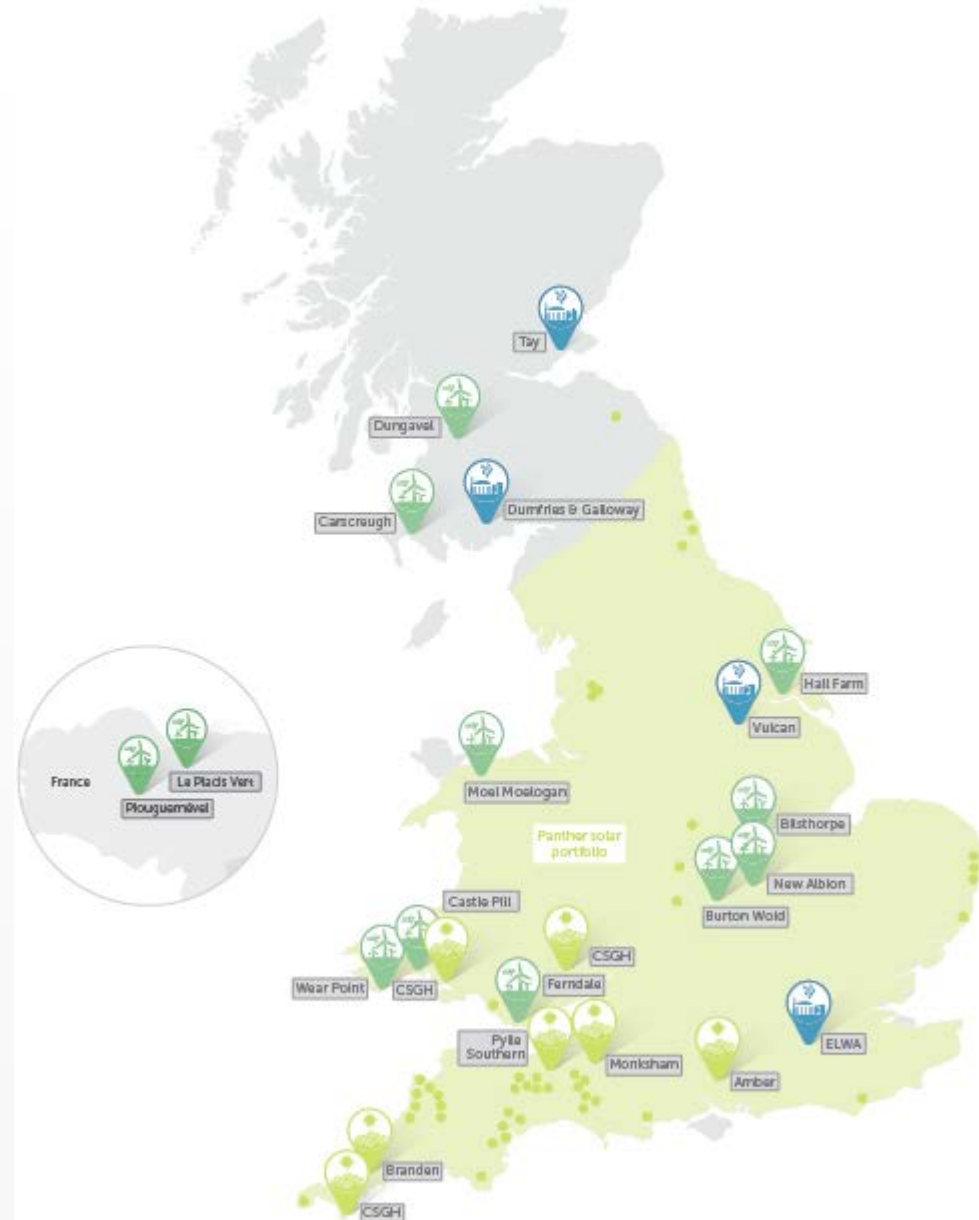 Tay
Dungavel
Carscreugh
Dumfries & Galloway
Hall Farm
Vulcan
Moel Moelogan
France
Le Placis Vert
Plouguernével
Bilsthorpe
Panther solar
portfolio
New Albion
Burton Wold
Castle Pill
CSGH
Wear Point
CSGH
Ferndale
Pylle
Southern
Monksham
ELWA
Amber
Branden
CSGH